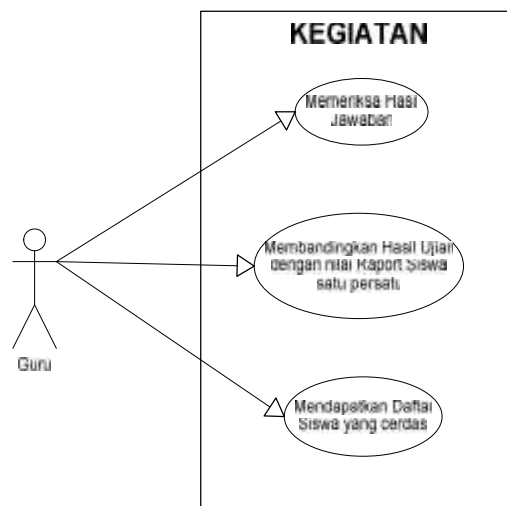 KEGIATAN
Memeriksa Hasil
Jawaban
Membandingkan Hasil Ujian
dengan nilai Raport Siswa
satu persatu
Guru
Mendapatkan Daftar
Siswa yang cerdas